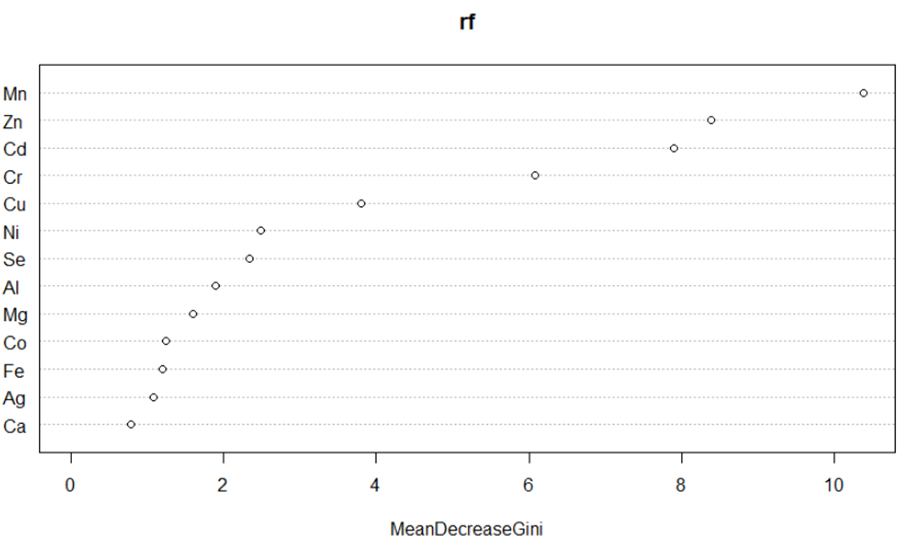 rf
Mn
Zn
Cd
Cr
Cu
Ni
Se
Al
Mg
Co
Fe
Ag
Ca
0 2 4 6 8 10
MeanDecreaseGini